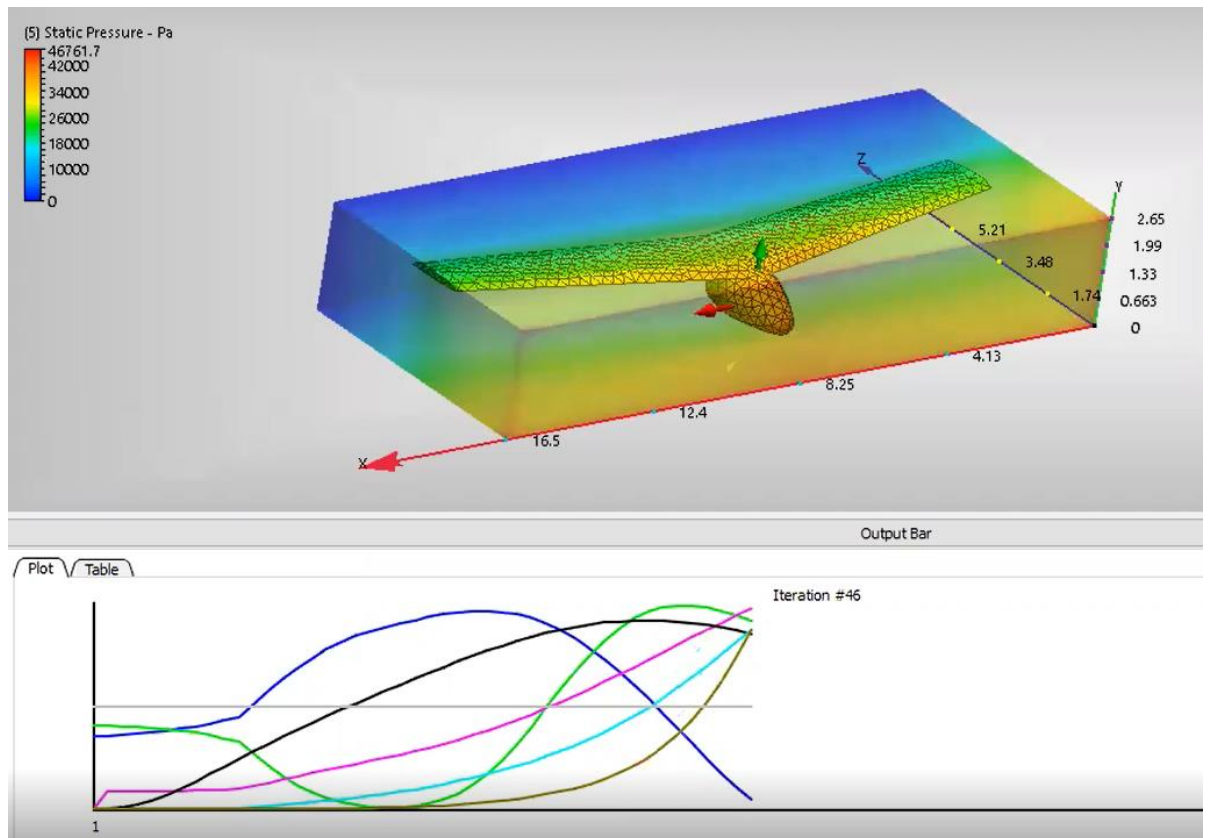 (5) Static Pressure - Pa
46761.7
42000
34000
26000
18000
10000
0
Z
Y
2.65
5.21
1.99
3.48
1.33
1.74
0.663
0
4.13
8.25
12.4
16.5
X
Output Bar
Plot
Table
Iteration #46
1